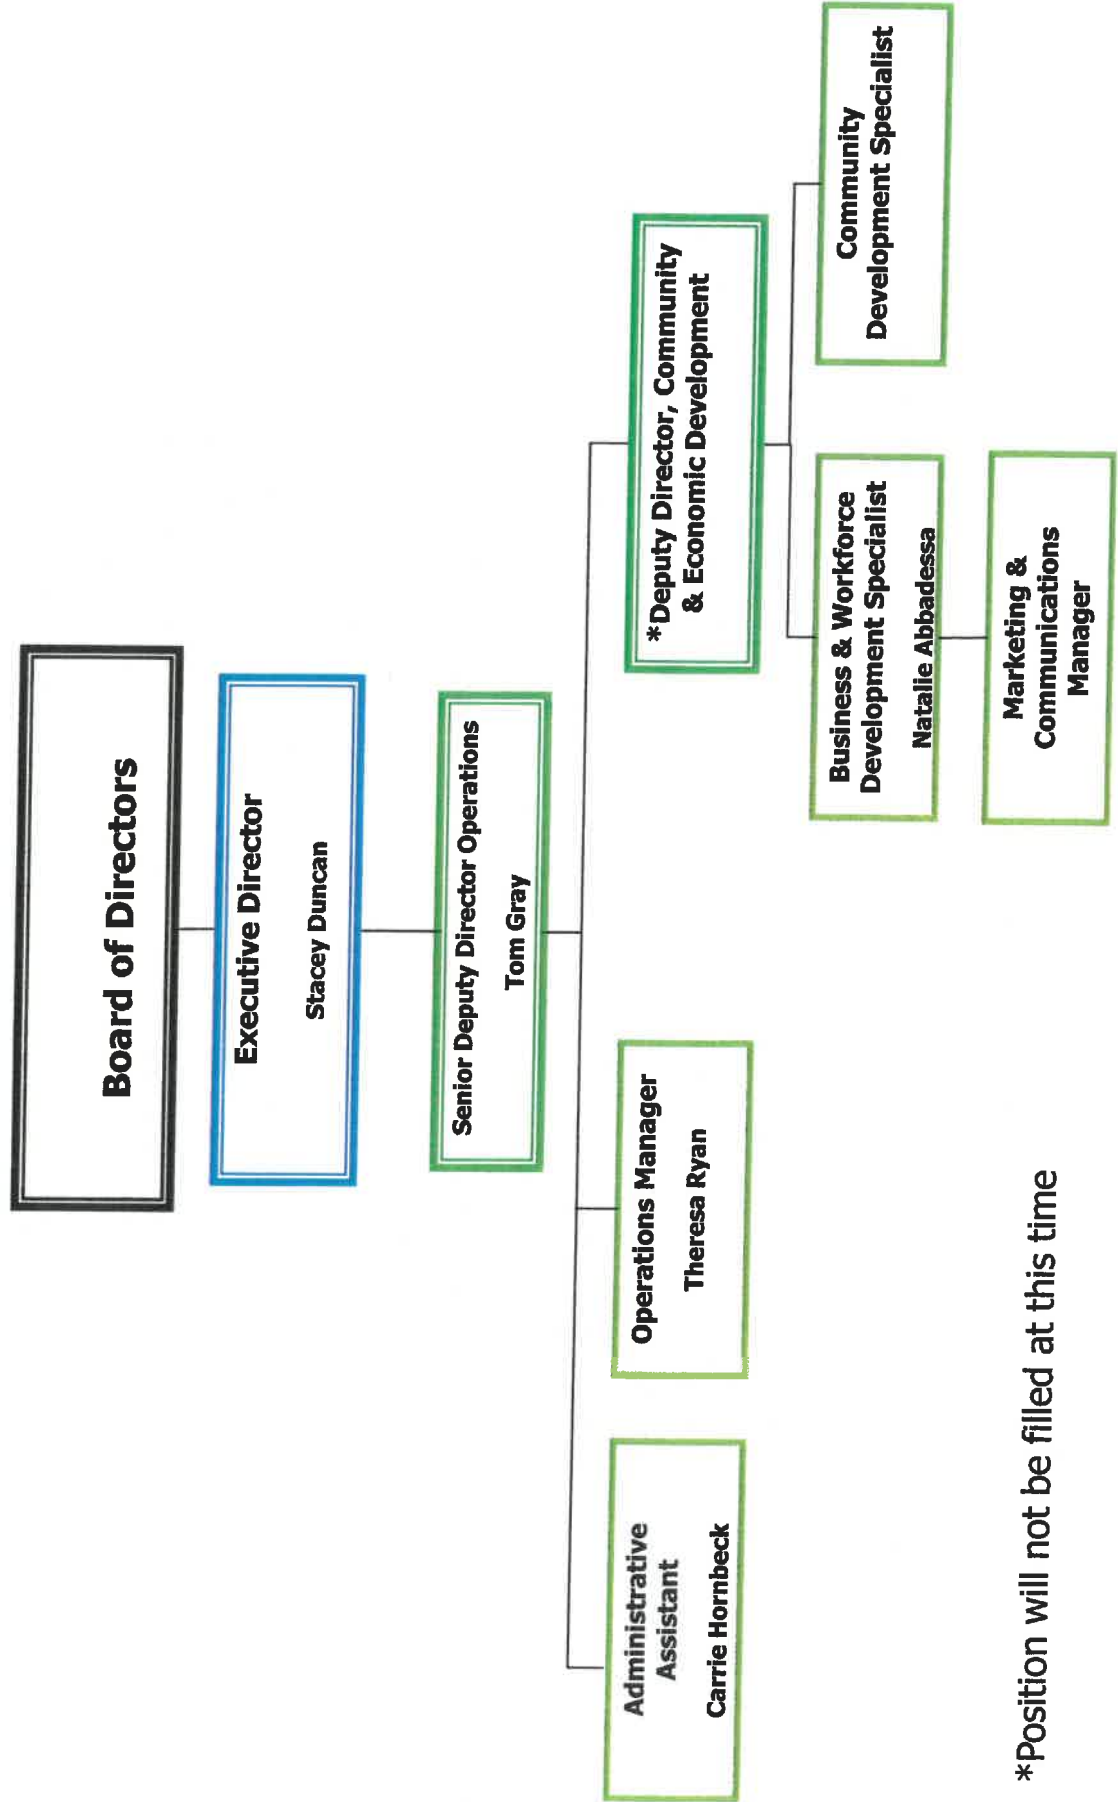 Board of Directors
Executive Director
Stacey Duncan
Senior Deputy Director Operations
Tom Gray
Administrative
Assistant
Carrie Hornbeck
Operations Manager
Theresa Ryan
*Deputy Director, Community
& Economic Development
Business & Workforce
Development Specialist
Natalie Abbadessa
Community
Development Specialist
Marketing &
Communications
Manager
*Position will not be filled at this time